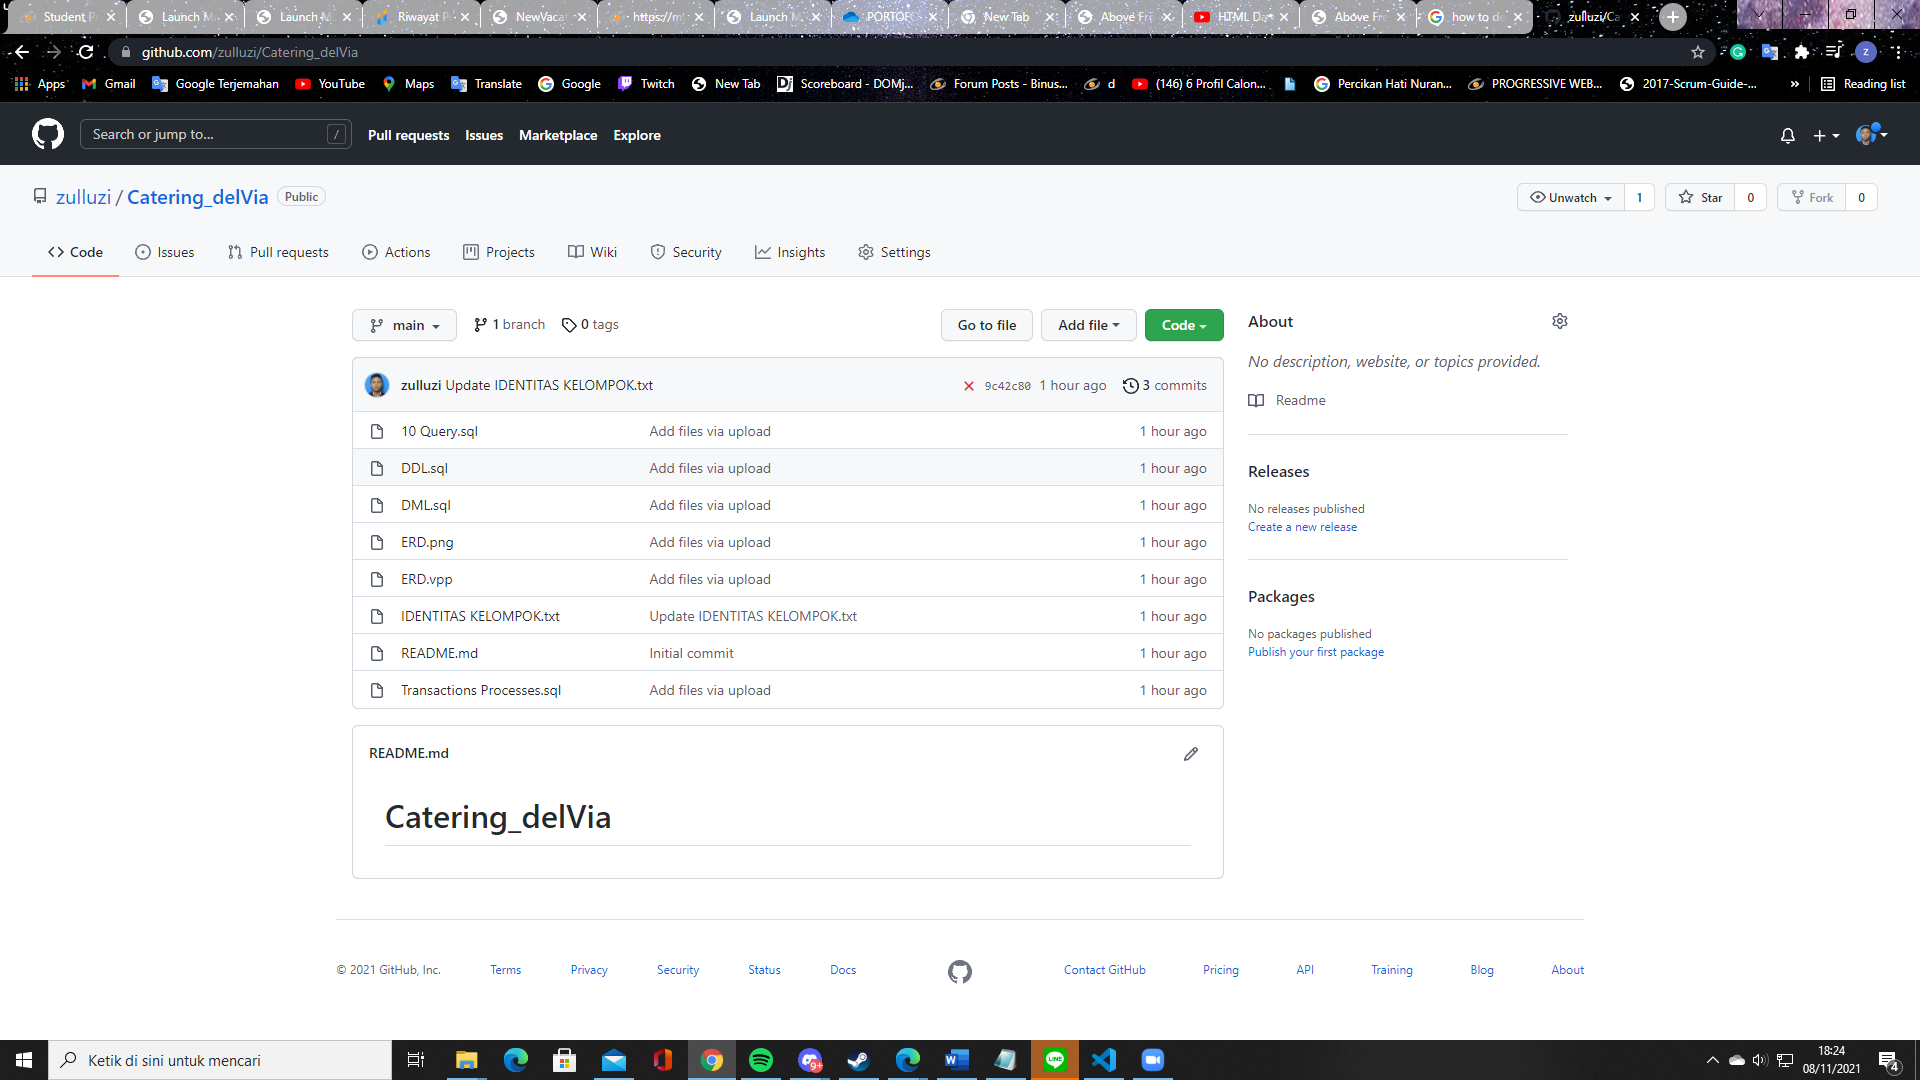 Student P
Launch M
Launch M
Riwayat P
NewVacat
https://m
Launch M
PORTOFO
New Tab
Above Fr
HTML Da
Above Fre
how to de
zulluzi/Ca
github.com/zulluzi/Catering_delVia
Z
Apps
Gmail
Google Terjemahan
YouTube
Maps
Translate
Google
Twitch
New Tab
Scoreboard - DOMj...
Forum Posts - Binus...
d
(146) 6 Profil Calon...
Percikan Hati Nuran...
PROGRESSIVE WEB...
2017-Scrum-Guide-...
»
Reading list
Search or jump to...
/
Pull requests
Issues
Marketplace
Explore
zulluzi / Catering_delVia
Public
Unwatch
1
Star
0
Fork
0
Code
Issues
Pull requests
Actions
Projects
Wiki
Security
Insights
Settings
main
1 branch
0 tags
Go to file
Add file
Code
zulluzi Update IDENTITAS KELOMPOK.txt
9c42c80 1 hour ago
3 commits
10 Query.sql
Add files via upload
1 hour ago
DDL.sql
Add files via upload
1 hour ago
DML.sql
Add files via upload
1 hour ago
ERD.png
Add files via upload
1 hour ago
ERD.vpp
Add files via upload
1 hour ago
IDENTITAS KELOMPOK.txt
Update IDENTITAS KELOMPOK.txt
1 hour ago
README.md
Initial commit
1 hour ago
Transactions Processes.sql
Add files via upload
1 hour ago
README.md
Catering_delVia
About
No description, website, or topics provided.
Readme
Releases
No releases published
Create a new release
Packages
No packages published
Publish your first package
© 2021 GitHub, Inc.
Terms
Privacy
Security
Status
Docs
Contact GitHub
Pricing
API
Training
Blog
About
Ketik di sini untuk mencari
9+
LINE
18:24
08/11/2021
4